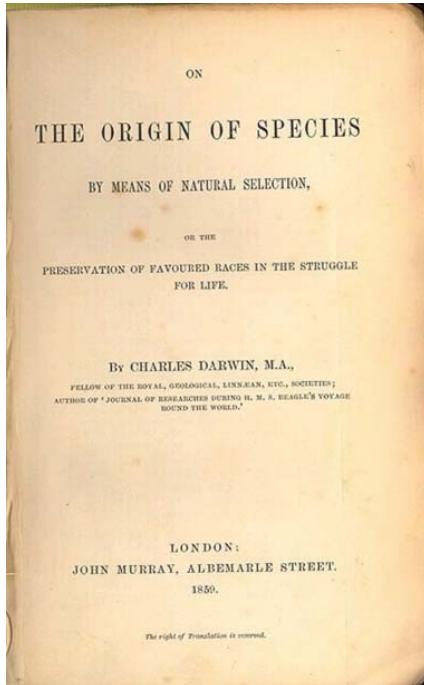 ON
THE ORIGIN OF SPECIES
BY MEANS OF NATURAL SELECTION,
OR THE
PRESERVATION OF FAVOURED RACES IN THE STRUGGLE
FOR LIFE.
BY CHARLES DARWIN, M.A.,
FELLOW OF THE ROYAL, GEOLOGICAL, LINNÆAN, ETC., SOCIETIES;
AUTHOR OF 'JOURNAL OF RESEARCHES DURING H. M. S. BEAGLE'S VOYAGE
ROUND THE WORLD.'
LONDON:
JOHN MURRAY, ALBEMARLE STREET.
1859.
The right of Translation is reserved.